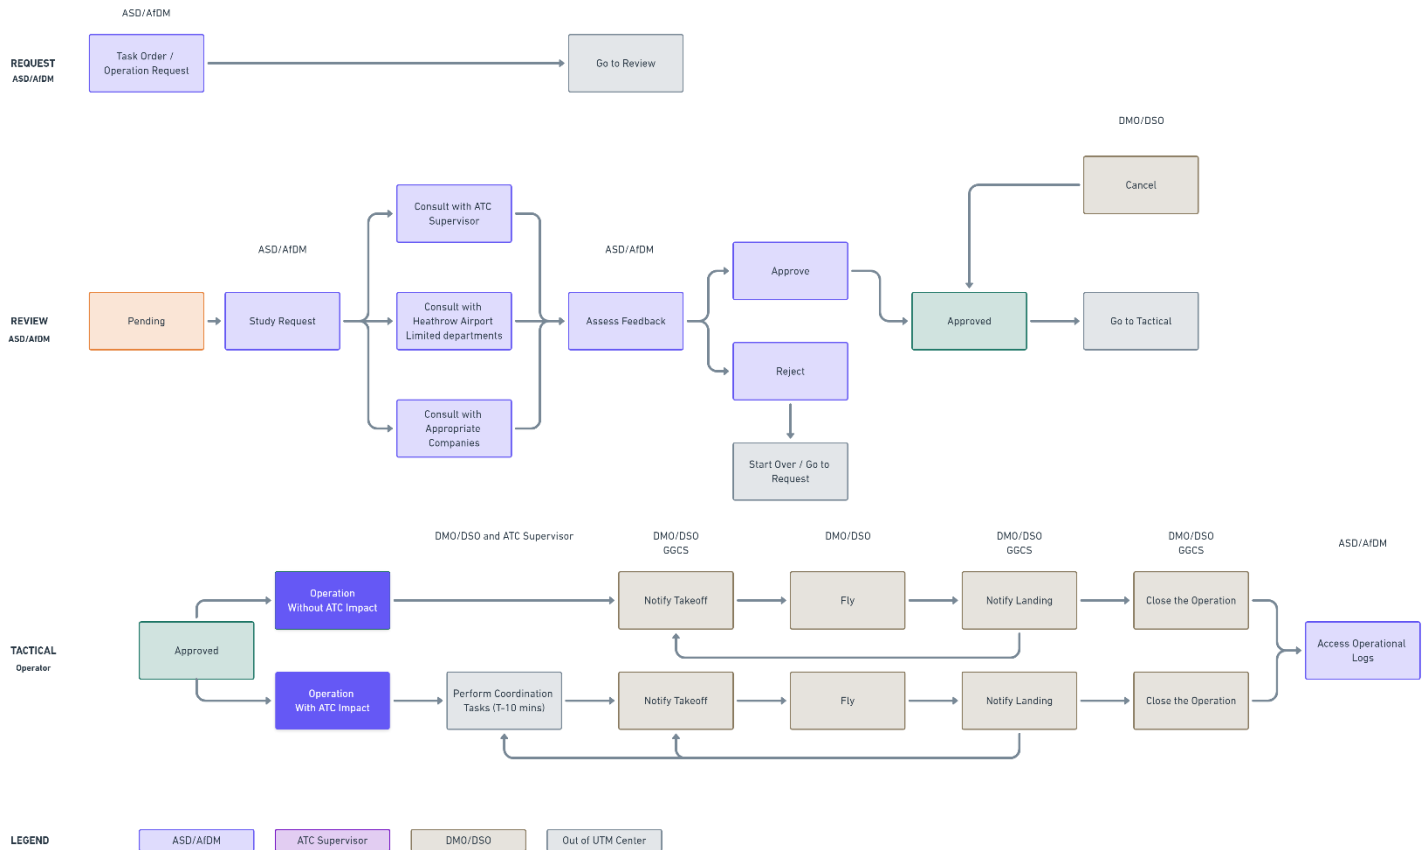 ASD/AfDM
REQUEST
ASD/AfDM
Task Order /
Operation Request
Go to Review
DMO/DSO
Cancel
Consult with ATC
Supervisor
ASD/AfDM
ASD/AfDM
Approve
REVIEW
ASD/AfDM
Pending
Study Request
Consult with
Heathrow Airport
Limited departments
Assess Feedback
Approved
Go to Tactical
Reject
Consult with
Appropriate
Companies
Start Over / Go to
Request
DMO/DSO and ATC Supervisor
DMO/DSO
GGCS
DMO/DSO
DMO/DSO
GGCS
DMO/DSO
GGCS
ASD/AfDM
Operation
Without ATC Impact
Notify Takeoff
Fly
Notify Landing
Close the Operation
TACTICAL
Operator
Approved
Access Operational
Logs
Operation
With ATC Impact
Perform Coordination
Tasks (T-10 mins)
Notify Takeoff
Fly
Notify Landing
Close the Operation
LEGEND
ASD/AfDM
ATC Supervisor
DMO/DSO
Out of UTM Center